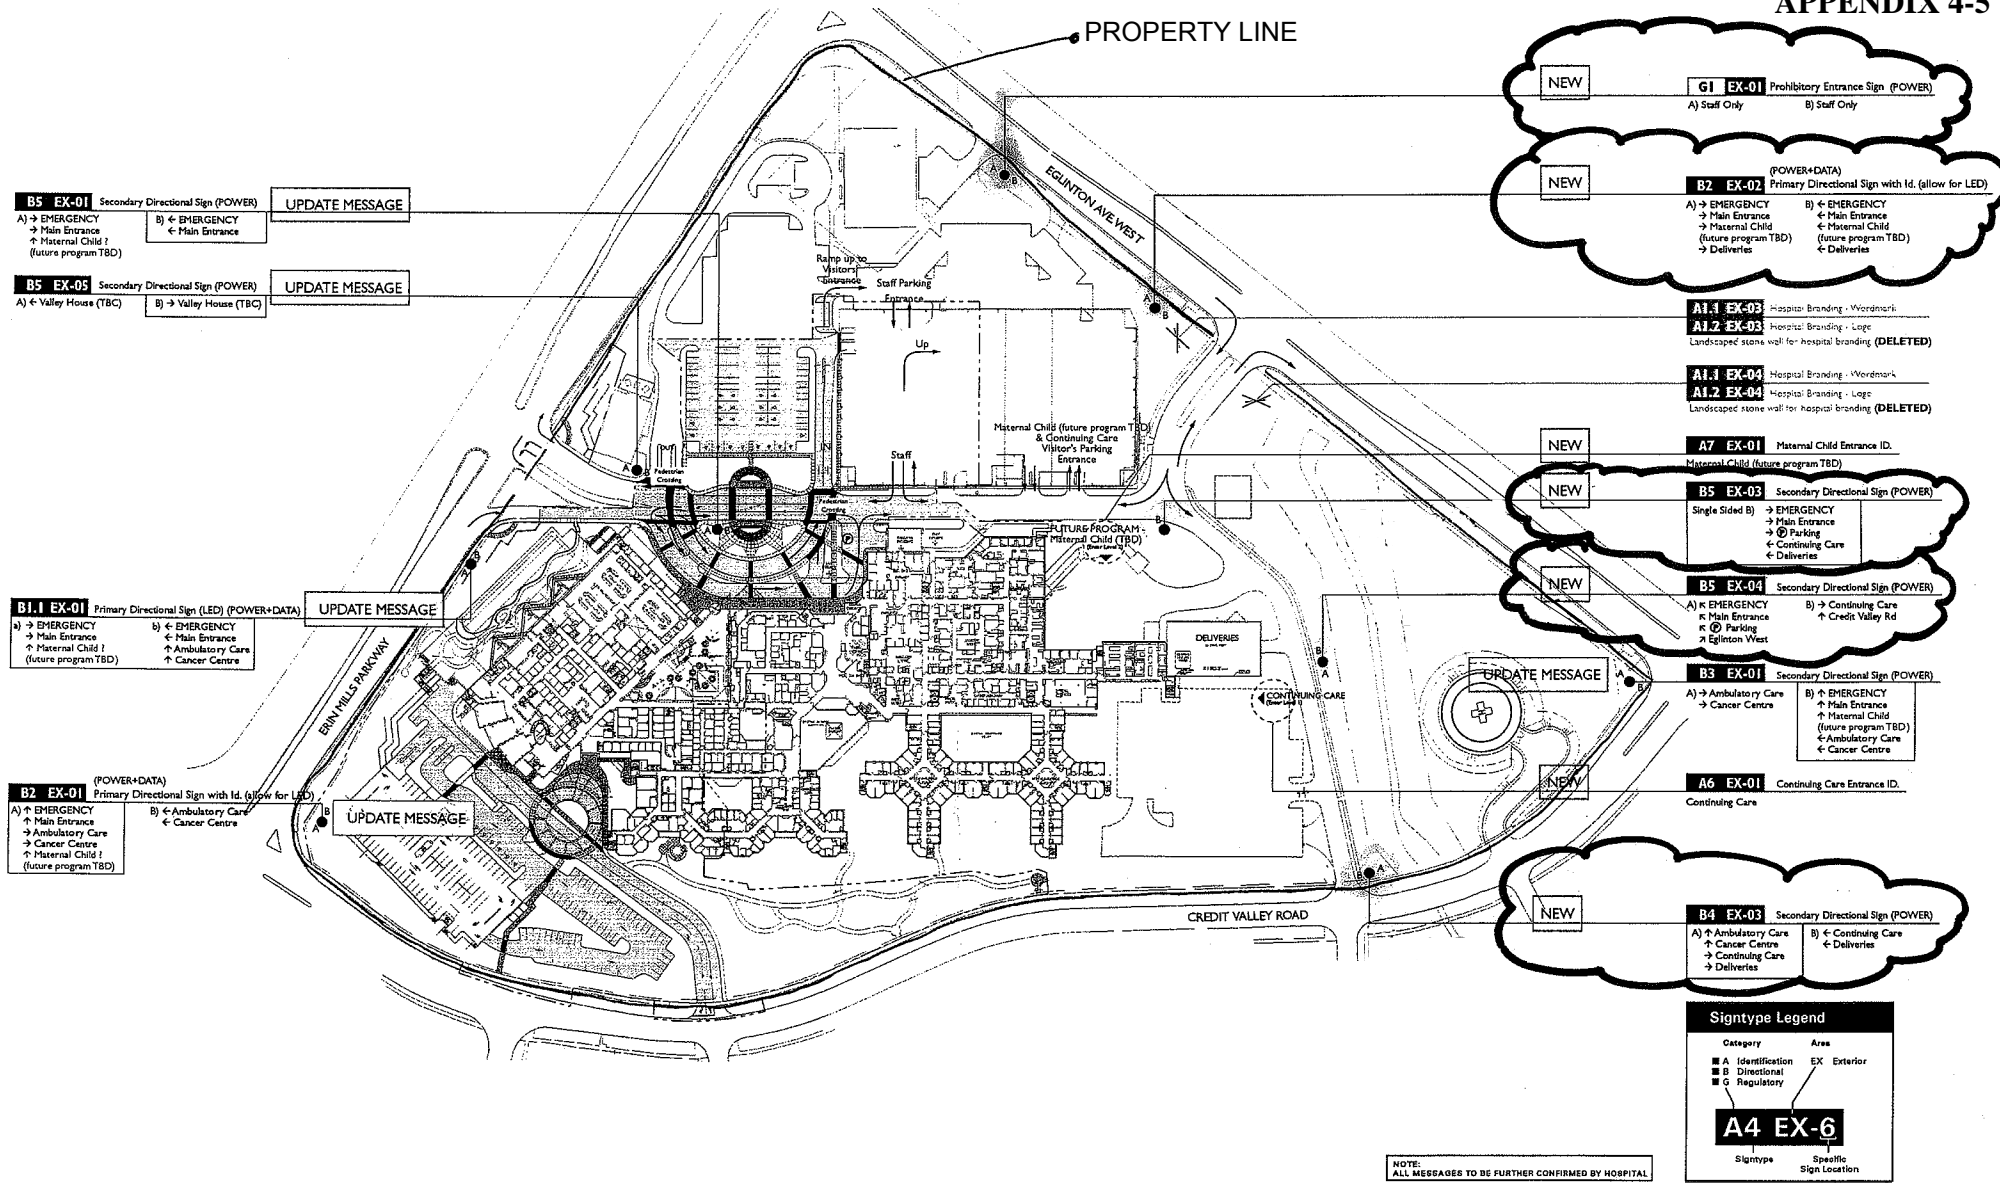 APPENDIX 4-5
PROPERTY LINE
B5 EX-01 Secondary Directional Sign (POWER)
UPDATE MESSAGE
A) → EMERGENCY
→ Main Entrance
↑ Maternal Child ?
(future program TBD)
B) ← EMERGENCY
← Main Entrance
B5 EX-05 Secondary Directional Sign (POWER)
UPDATE MESSAGE
A) ← Valley House (TBC)
B) → Valley House (TBC)
B1.1 EX-01 Primary Directional Sign (LED) (POWER+DATA)
UPDATE MESSAGE
a) → EMERGENCY
→ Main Entrance
↑ Maternal Child ?
(future program TBD)
b) ← EMERGENCY
← Main Entrance
↑ Ambulatory Care
↑ Cancer Centre
(POWER+DATA)
B2 EX-01 Primary Directional Sign with Id. (allow for LED)
UPDATE MESSAGE
A) ↑ EMERGENCY
↑ Main Entrance
→ Ambulatory Care
→ Cancer Centre
↑ Maternal Child ?
(future program TBD)
B) ← Ambulatory Care
← Cancer Centre
EGLINTON AVE WEST
ERIN MILLS PARKWAY
CREDIT VALLEY ROAD
Ramp up to
Visitors'
Entrance
Staff Parking
Entrance
Up
Maternal Child (future program TBD)
& Continuing Care
Visitor's Parking
Entrance
Staff
OUT
IN
Pedestrian
Crossing
Pedestrian
Crossing
P
FUTURE PROGRAM -
Maternal Child (TBD)
DELIVERIES
CONTINUING CARE
(Enter Level 1)
A
B
NEW
G1 EX-01 Prohibitory Entrance Sign (POWER)
A) Staff Only
B) Staff Only
NEW
(POWER+DATA)
B2 EX-02 Primary Directional Sign with Id. (allow for LED)
A) → EMERGENCY
→ Main Entrance
→ Maternal Child
(future program TBD)
→ Deliveries
B) ← EMERGENCY
← Main Entrance
← Maternal Child
(future program TBD)
← Deliveries
A1.1 EX-03 Hospital Branding - Wordmark
A1.2 EX-03 Hospital Branding - Logo
Landscaped stone wall for hospital branding (DELETED)
A1.1 EX-04 Hospital Branding - Wordmark
A1.2 EX-04 Hospital Branding - Logo
Landscaped stone wall for hospital branding (DELETED)
NEW
A7 EX-01 Maternal Child Entrance ID.
Maternal Child (future program TBD)
NEW
B5 EX-03 Secondary Directional Sign (POWER)
Single Sided B) → EMERGENCY
→ Main Entrance
→ P Parking
← Continuing Care
← Deliveries
NEW
B5 EX-04 Secondary Directional Sign (POWER)
A) ↖ EMERGENCY
↖ Main Entrance
↖ P Parking
↗ Eglinton West
B) → Continuing Care
↑ Credit Valley Rd
UPDATE MESSAGE
B3 EX-01 Secondary Directional Sign (POWER)
A) → Ambulatory Care
→ Cancer Centre
B) ↑ EMERGENCY
↑ Main Entrance
↑ Maternal Child
(future program TBD)
← Ambulatory Care
← Cancer Centre
NEW
A6 EX-01 Continuing Care Entrance ID.
Continuing Care
NEW
B4 EX-03 Secondary Directional Sign (POWER)
A) ↑ Ambulatory Care
↑ Cancer Centre
→ Continuing Care
→ Deliveries
B) ← Continuing Care
← Deliveries
Signtype Legend
Category Area
A Identification EX Exterior
B Directional
G Regulatory
A4 EX-6
Signtype Specific
Sign Location
NOTE:
ALL MESSAGES TO BE FURTHER CONFIRMED BY HOSPITAL